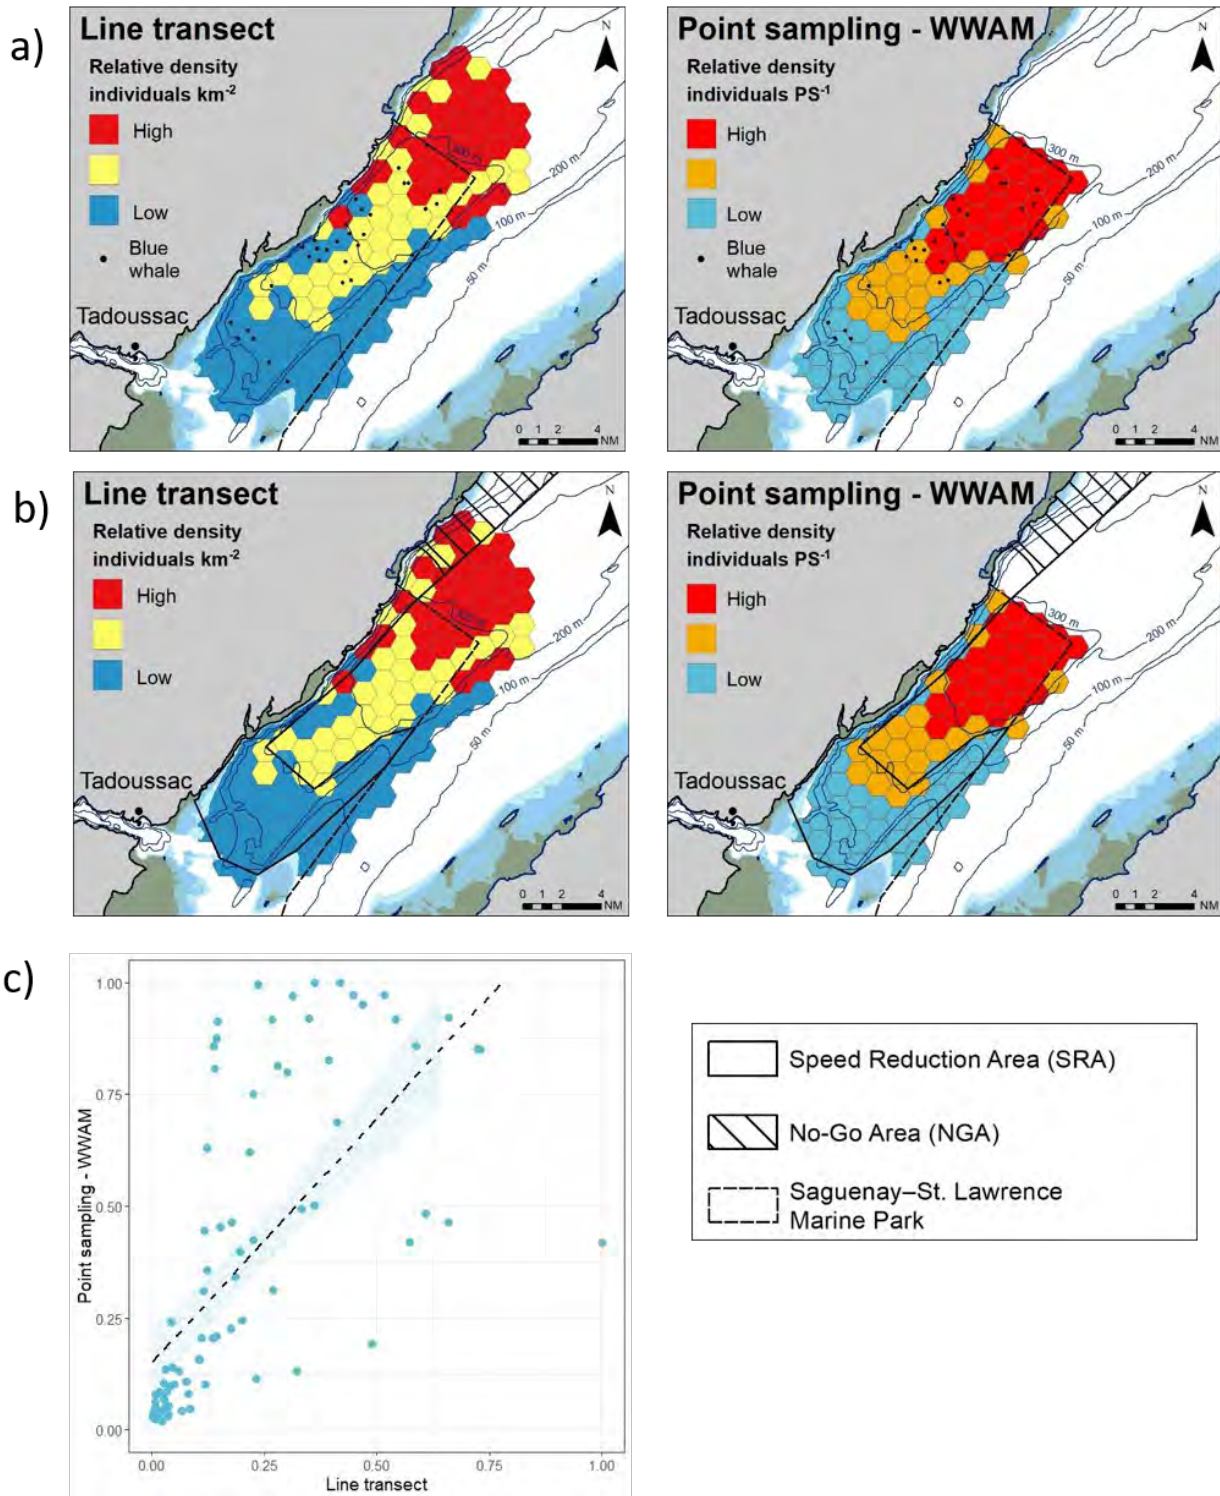 a)
Line transect
Relative density
individuals km⁻²
High
Low
Blue
whale
Tadoussac
300 m
200 m
100 m
50 m
N
0 1 2 4
NM
Point sampling - WWAM
Relative density
individuals PS⁻¹
High
Low
Blue
whale
Tadoussac
300 m
200 m
100 m
50 m
N
0 1 2 4
NM
b)
Line transect
Relative density
individuals km⁻²
High
Low
Tadoussac
300 m
200 m
100 m
50 m
N
0 1 2 4
NM
Point sampling - WWAM
Relative density
individuals PS⁻¹
High
Low
Tadoussac
300 m
200 m
100 m
50 m
N
0 1 2 4
NM
c)
Point sampling - WWAM
1.00
0.75
0.50
0.25
0.00
0.00 0.25 0.50 0.75 1.00
Line transect
Speed Reduction Area (SRA)
No-Go Area (NGA)
Saguenay–St. Lawrence
Marine Park